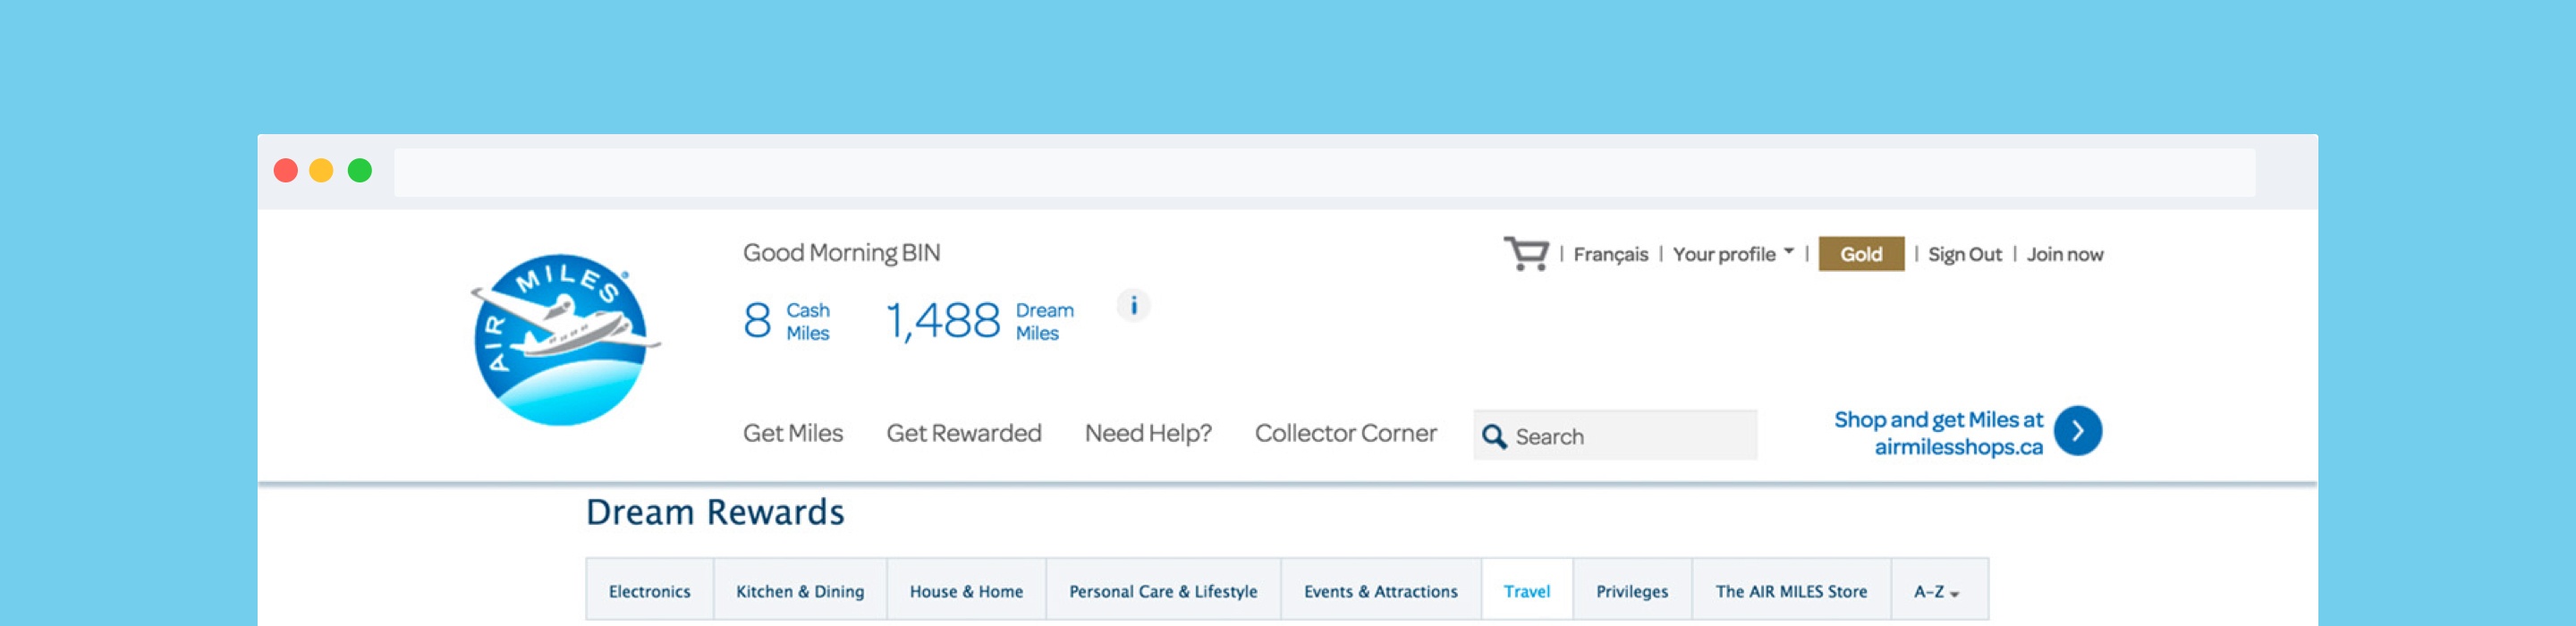 AIR MILES®
Good Morning BIN
8 Cash Miles 1,488 Dream Miles i
| Français | Your profile | Gold | Sign Out | Join now
Get Miles Get Rewarded Need Help? Collector Corner Search
Shop and get Miles at
airmilesshops.ca
Dream Rewards
Electronics Kitchen & Dining House & Home Personal Care & Lifestyle Events & Attractions Travel Privileges The AIR MILES Store A-Z